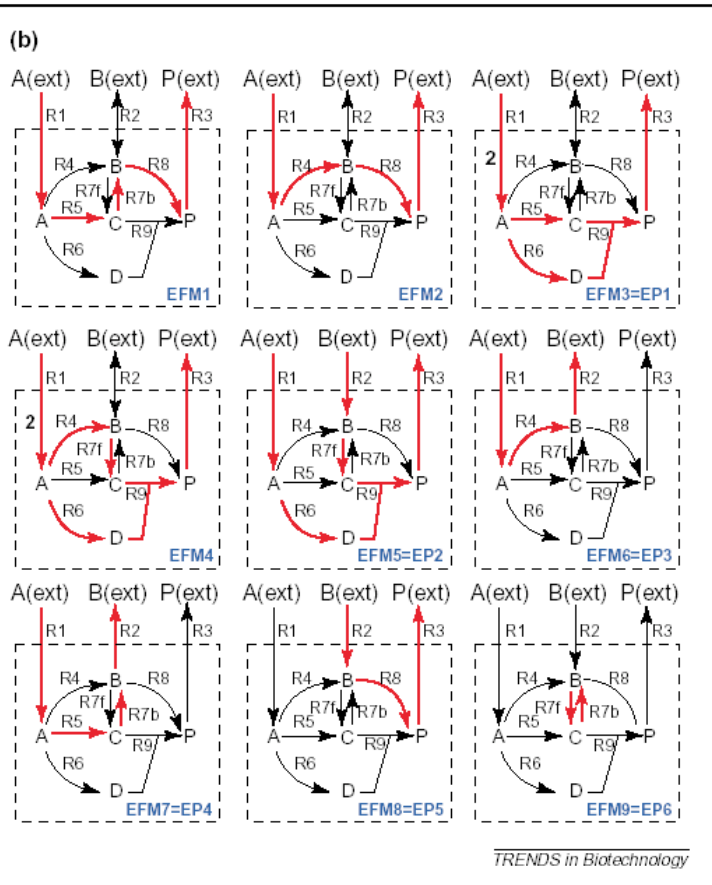 (b)
A(ext) B(ext) P(ext) A(ext) B(ext) P(ext) A(ext) B(ext) P(ext)
R1 R2 R3 R1 R2 R3 R1 R2 R3
R4 B R8 R4 B R8 2 R4 B R8
R7f R7b R7f R7b R7f R7b
A R5 C P A R5 C P A R5 C P
R9 R9 R9
R6 D R6 D R6 D
EFM1 EFM2 EFM3=EP1
A(ext) B(ext) P(ext) A(ext) B(ext) P(ext) A(ext) B(ext) P(ext)
R1 R2 R3 R1 R2 R3 R1 R2 R3
2 R4 B R8 R4 B R8 R4 B R8
R7f R7b R7f R7b R7f R7b
A R5 C P A R5 C P A R5 C P
R9 R9 R9
R6 D R6 D R6 D
EFM4 EFM5=EP2 EFM6=EP3
A(ext) B(ext) P(ext) A(ext) B(ext) P(ext) A(ext) B(ext) P(ext)
R1 R2 R3 R1 R2 R3 R1 R2 R3
R4 B R8 R4 B R8 R4 B R8
R7f R7b R7f R7b R7f R7b
A R5 C P A R5 C P A R5 C P
R9 R9 R9
R6 D R6 D R6 D
EFM7=EP4 EFM8=EP5 EFM9=EP6
TRENDS in Biotechnology